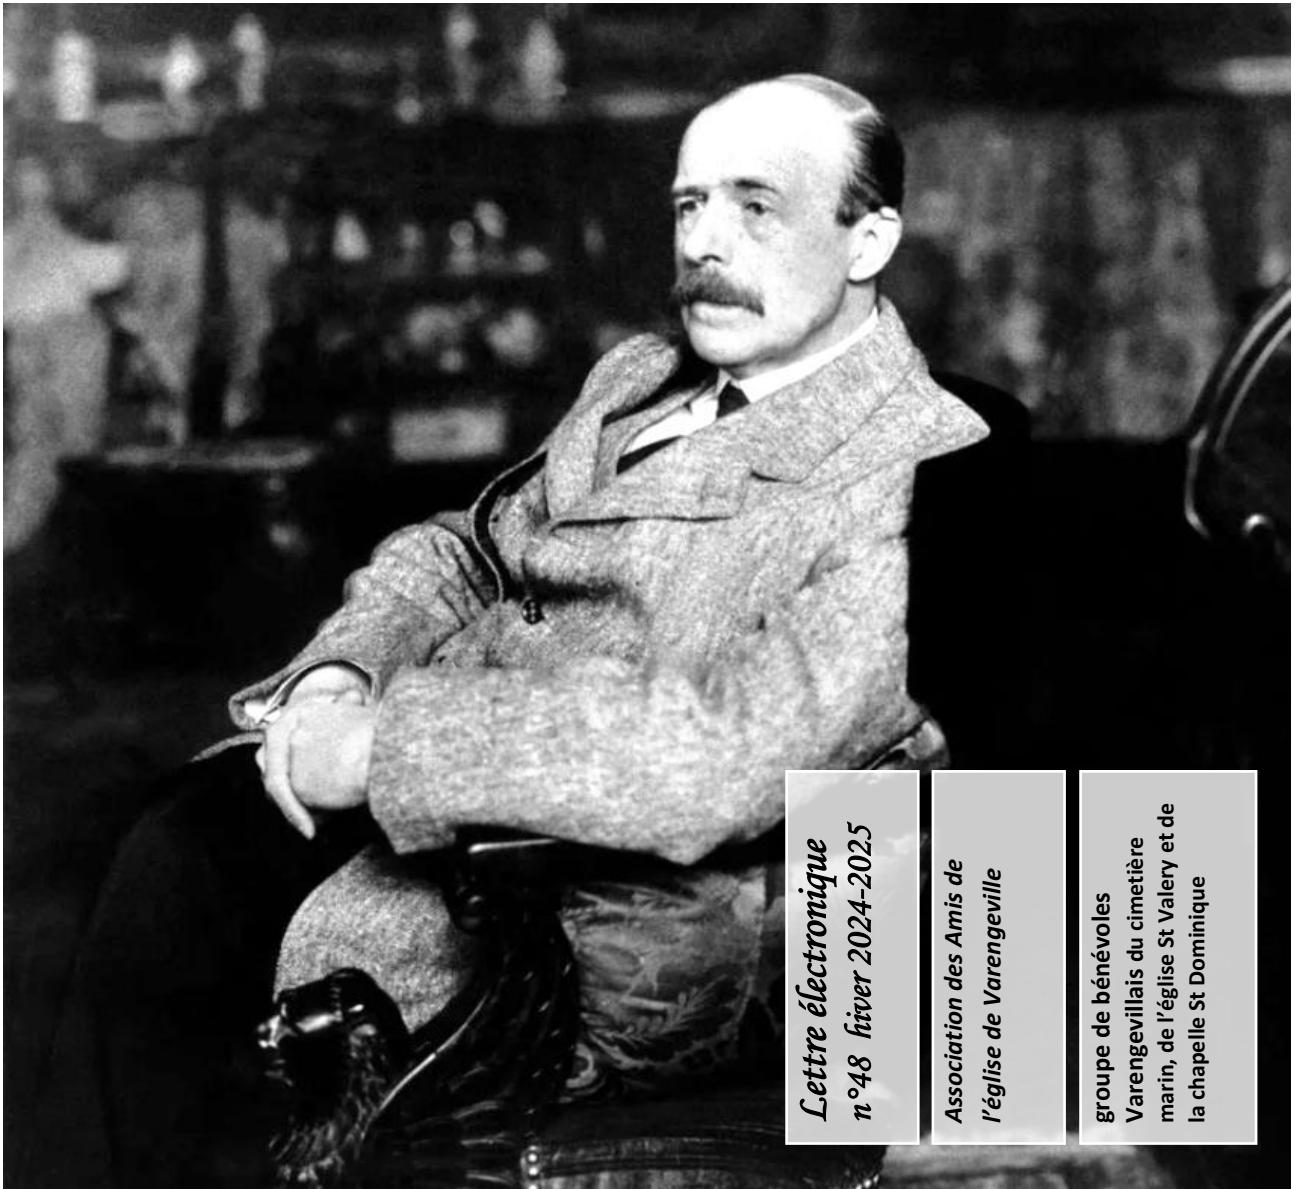 Lettre électronique
n°48 hiver 2024-2025
Association des Amis de
l'église de Varengeville
groupe de bénévoles
Varengevillais du cimetière
marin, de l'église St Valery et de
la chapelle St Dominique